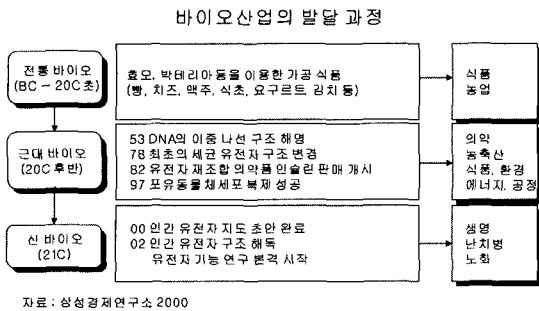 바이오산업의 발달 과정
전통 바이오
(BC ~ 20C초)
효모, 박테리아등을 이용한 가공 식품
(빵, 치즈, 맥주, 식초, 요구르트 김치 등)
식품
농업
근대 바이오
(20C 후반)
53 DNA의 이중 나선 구조 해명
78 최초의 세균 유전자 구조 변경
82 유전자 재조합 의약품 인슐린 판매 개시
97 포유동물 체세포 복제 성공
의약
농축산
식품, 환경
에너지, 공정
신 바이오
(21C)
00 인간 유전자 지도 초안 완료
02 인간 유전자 구조 해독
유전자 기능 연구 본격 시작
생명
난치병
노화
자료 : 삼성경제연구소 2000